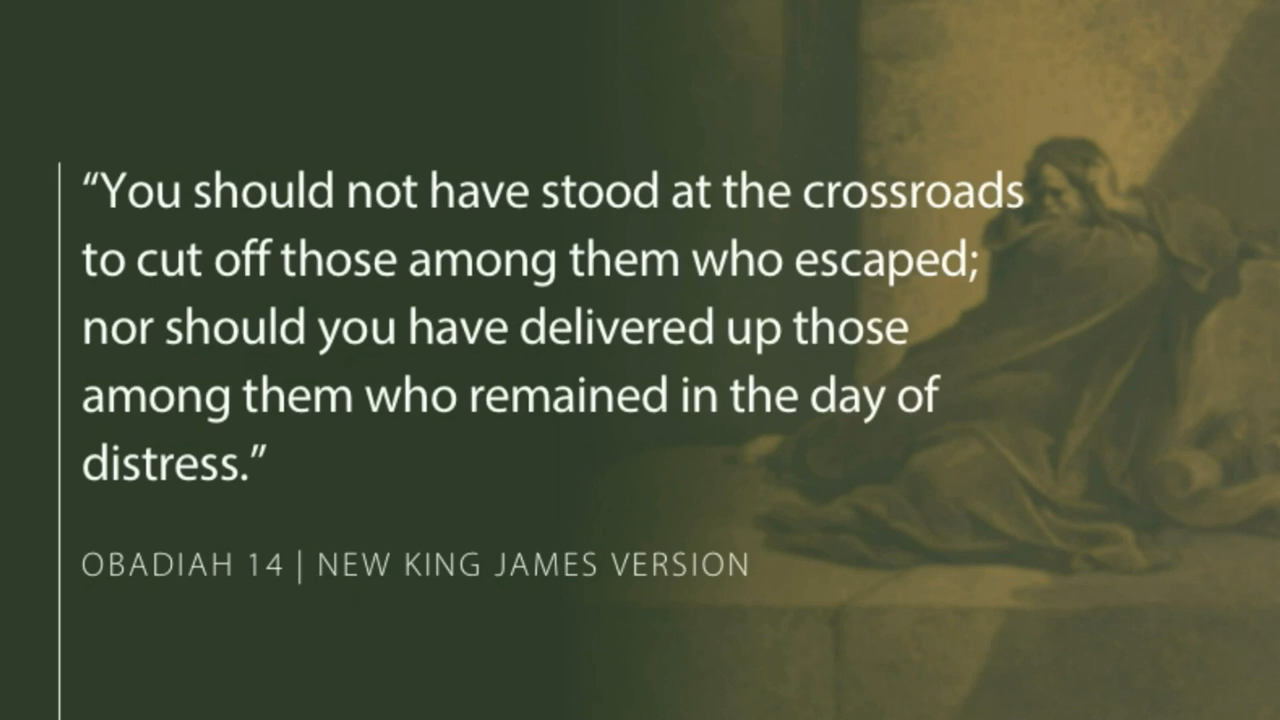 “You should not have stood at the crossroads
to cut off those among them who escaped;
nor should you have delivered up those
among them who remained in the day of
distress.”
OBADIAH 14 | NEW KING JAMES VERSION